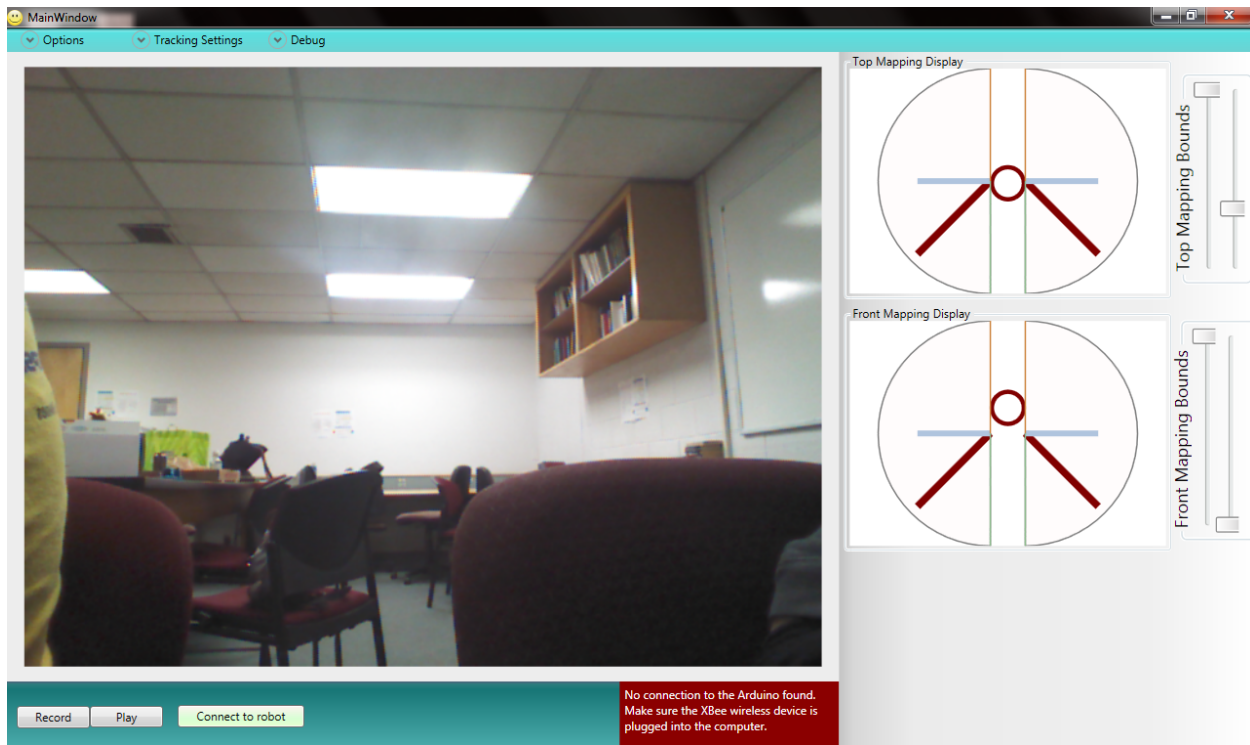 MainWindow
Options
Tracking Settings
Debug
Top Mapping Display
Top Mapping Bounds
Front Mapping Display
Front Mapping Bounds
Record
Play
Connect to robot
No connection to the Arduino found.
Make sure the XBee wireless device is
plugged into the computer.